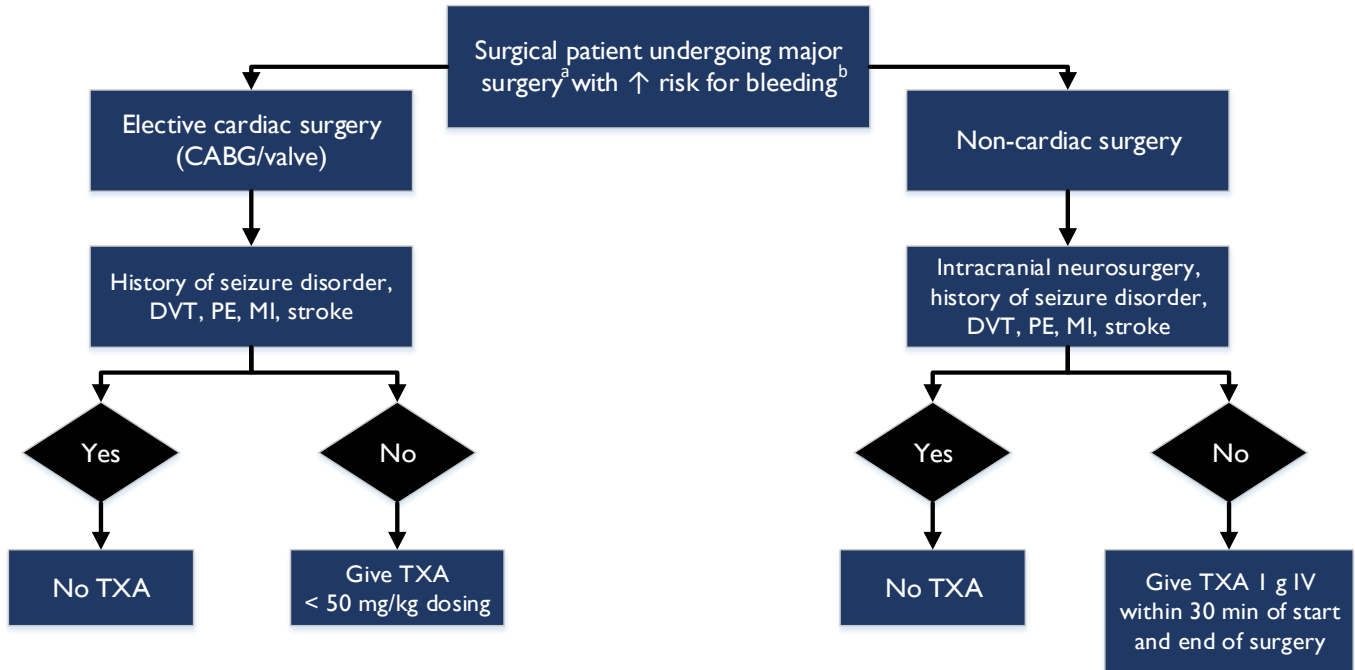 Surgical patient undergoing major
surgeryᵃ with ↑ risk for bleedingᵇ
Elective cardiac surgery
(CABG/valve)
Non-cardiac surgery
History of seizure disorder,
DVT, PE, MI, stroke
Intracranial neurosurgery,
history of seizure disorder,
DVT, PE, MI, stroke
Yes
No
Yes
No
No TXA
Give TXA
< 50 mg/kg dosing
No TXA
Give TXA 1 g IV
within 30 min of start
and end of surgery